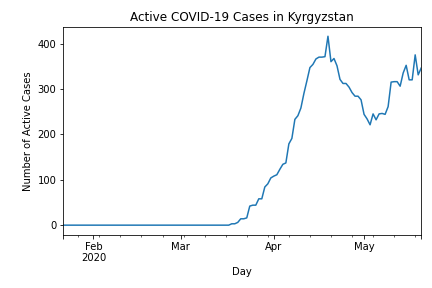 Active COVID-19 Cases in Kyrgyzstan
Number of Active Cases
400
300
200
100
0
Feb
2020
Mar
Apr
May
Day